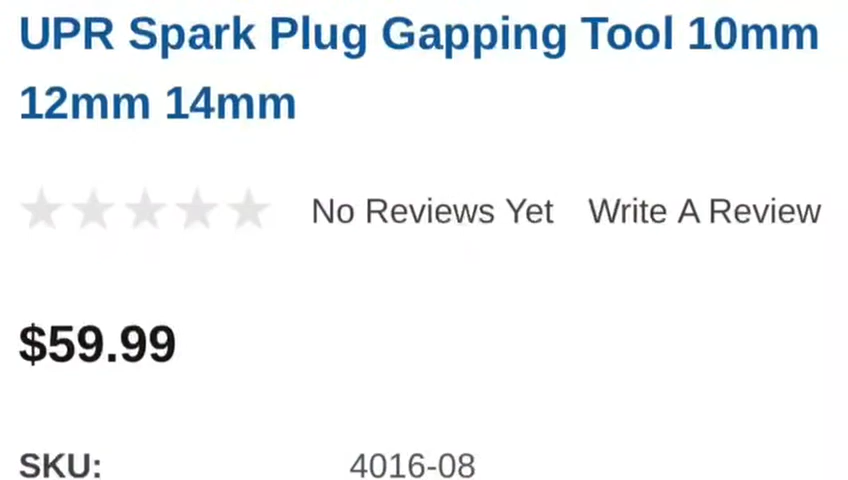 UPR Spark Plug Gapping Tool 10mm
12mm 14mm
No Reviews Yet Write A Review
$59.99
SKU: 4016-08